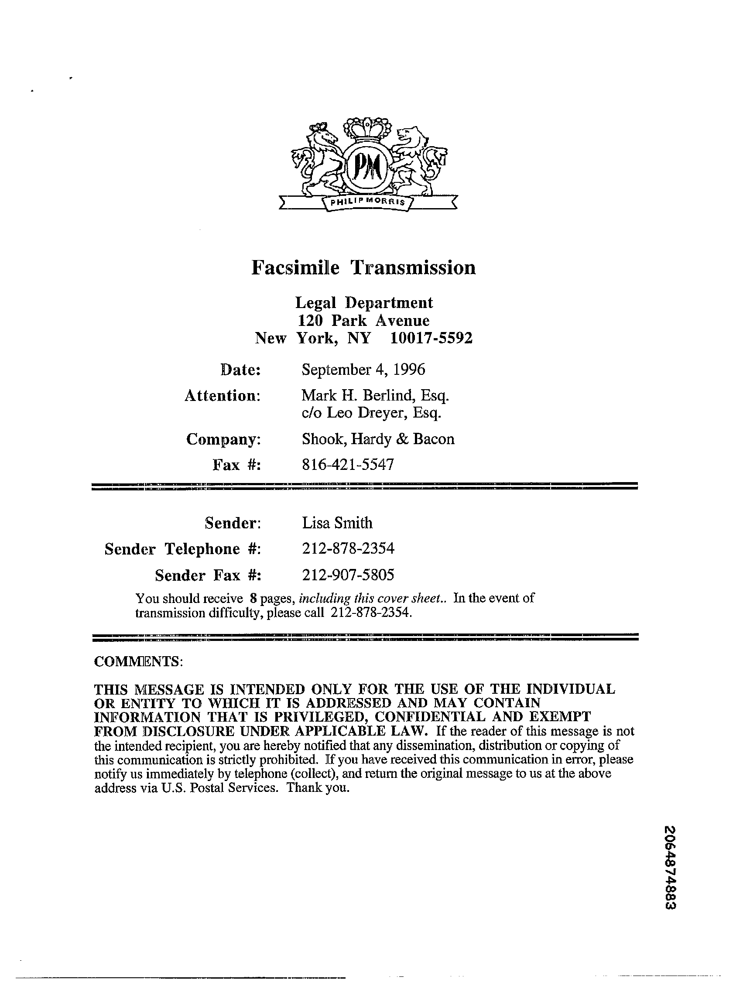 PM
PHILIP MORRIS
Facsimile Transmission
Legal Department
120 Park Avenue
New York, NY 10017-5592
Date: September 4, 1996
Attention: Mark H. Berlind, Esq.
c/o Leo Dreyer, Esq.
Company: Shook, Hardy & Bacon
Fax #: 816-421-5547
Sender: Lisa Smith
Sender Telephone #: 212-878-2354
Sender Fax #: 212-907-5805
You should receive 8 pages, including this cover sheet.. In the event of
transmission difficulty, please call 212-878-2354.
COMMENTS:
THIS MESSAGE IS INTENDED ONLY FOR THE USE OF THE INDIVIDUAL
OR ENTITY TO WHICH IT IS ADDRESSED AND MAY CONTAIN
INFORMATION THAT IS PRIVILEGED, CONFIDENTIAL AND EXEMPT
FROM DISCLOSURE UNDER APPLICABLE LAW. If the reader of this message is not
the intended recipient, you are hereby notified that any dissemination, distribution or copying of
this communication is strictly prohibited. If you have received this communication in error, please
notify us immediately by telephone (collect), and return the original message to us at the above
address via U.S. Postal Services. Thank you.
2064874883